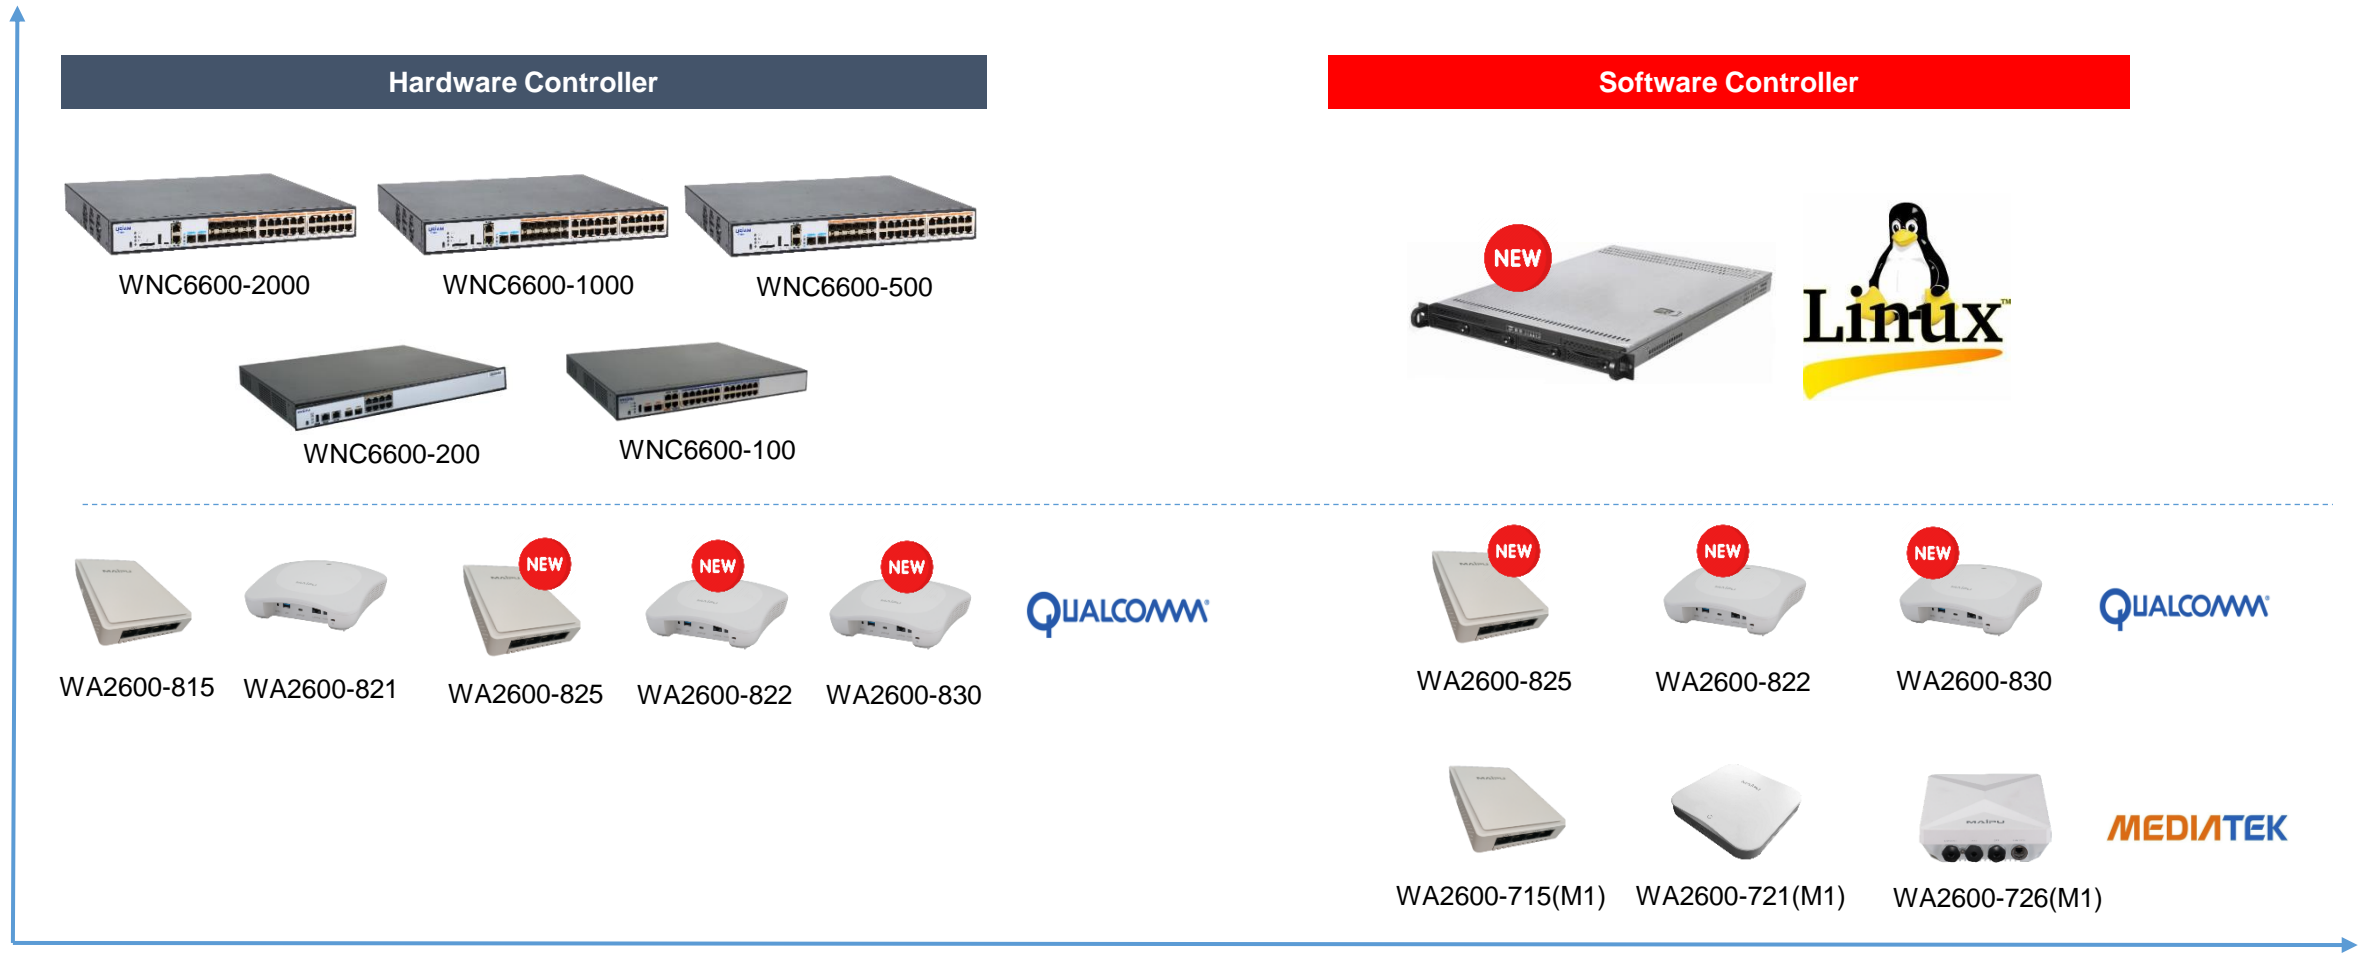 Hardware Controller
Software Controller
WNC6600-2000
WNC6600-1000
WNC6600-500
NEW
Linux™
WNC6600-200
WNC6600-100
NEW
NEW
NEW
QUALCOMM®
WA2600-815
WA2600-821
WA2600-825
WA2600-822
WA2600-830
NEW
NEW
NEW
QUALCOMM®
WA2600-825
WA2600-822
WA2600-830
MAIPU
MEDIATEK
WA2600-715(M1)
WA2600-721(M1)
WA2600-726(M1)